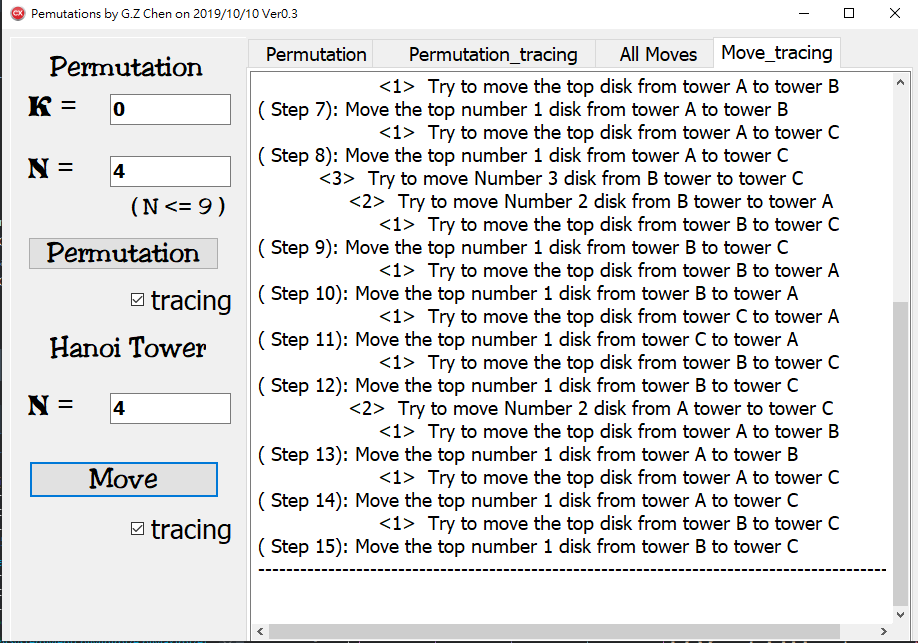 Pemutations by G.Z Chen on 2019/10/10 Ver0.3
Permutation
K = 0
N = 4
( N <= 9 )
Permutation
tracing
Hanoi Tower
N = 4
Move
tracing
Permutation Permutation_tracing All Moves Move_tracing
<1> Try to move the top disk from tower A to tower B
( Step 7): Move the top number 1 disk from tower A to tower B
<1> Try to move the top disk from tower A to tower C
( Step 8): Move the top number 1 disk from tower A to tower C
<3> Try to move Number 3 disk from B tower to tower C
<2> Try to move Number 2 disk from B tower to tower A
<1> Try to move the top disk from tower B to tower C
( Step 9): Move the top number 1 disk from tower B to tower C
<1> Try to move the top disk from tower B to tower A
( Step 10): Move the top number 1 disk from tower B to tower A
<1> Try to move the top disk from tower C to tower A
( Step 11): Move the top number 1 disk from tower C to tower A
<1> Try to move the top disk from tower B to tower C
( Step 12): Move the top number 1 disk from tower B to tower C
<2> Try to move Number 2 disk from A tower to tower C
<1> Try to move the top disk from tower A to tower B
( Step 13): Move the top number 1 disk from tower A to tower B
<1> Try to move the top disk from tower A to tower C
( Step 14): Move the top number 1 disk from tower A to tower C
<1> Try to move the top disk from tower B to tower C
( Step 15): Move the top number 1 disk from tower B to tower C